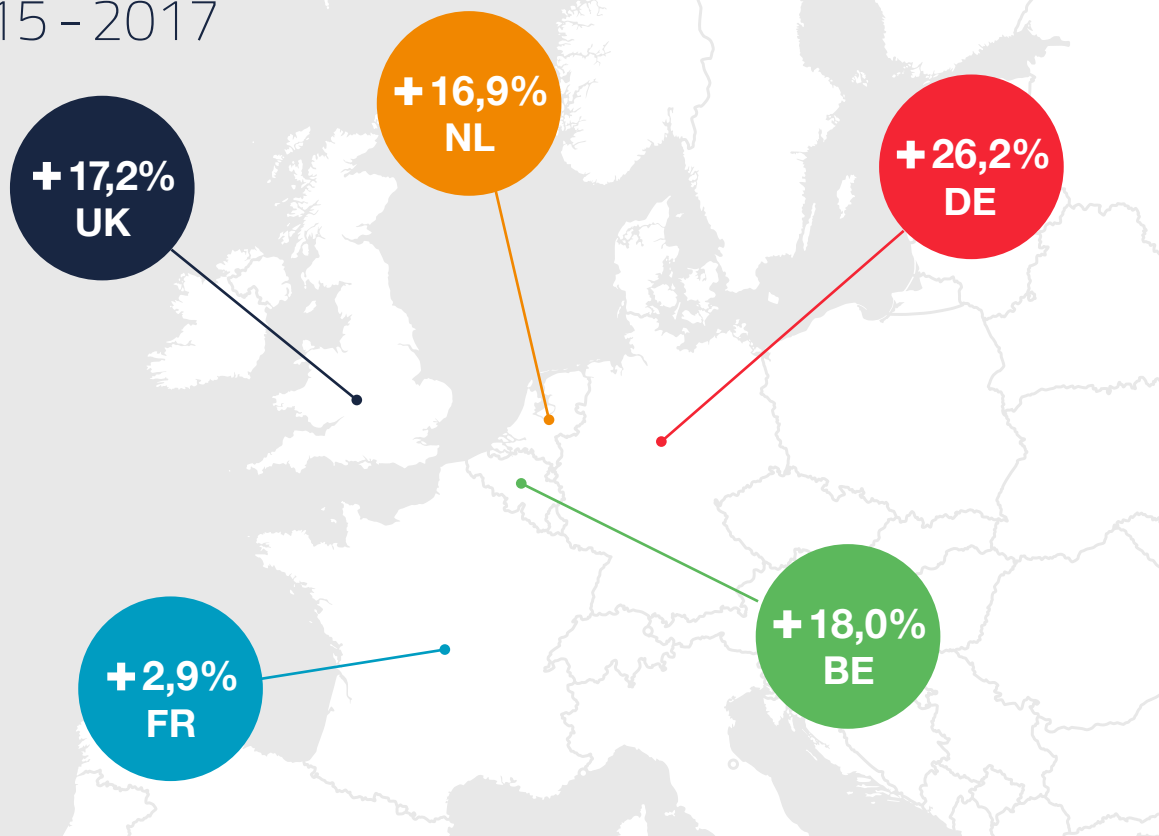 15 – 2017
+ 16,9%
NL
+ 17,2%
UK
+ 26,2%
DE
+ 18,0%
BE
+ 2,9%
FR